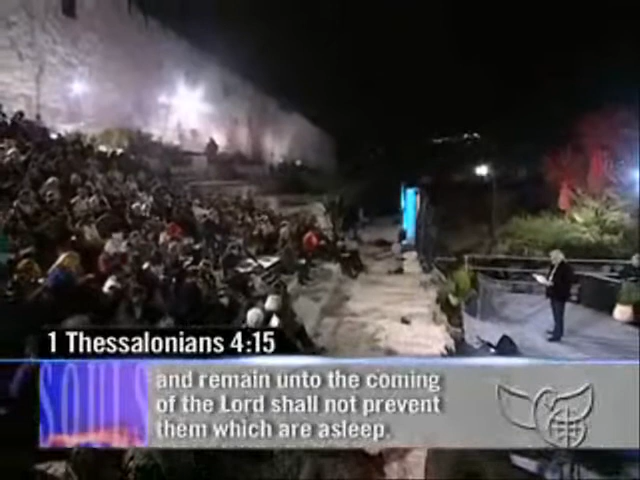 1 Thessalonians 4:15
SOULS
and remain unto the coming
of the Lord shall not prevent
them which are asleep.